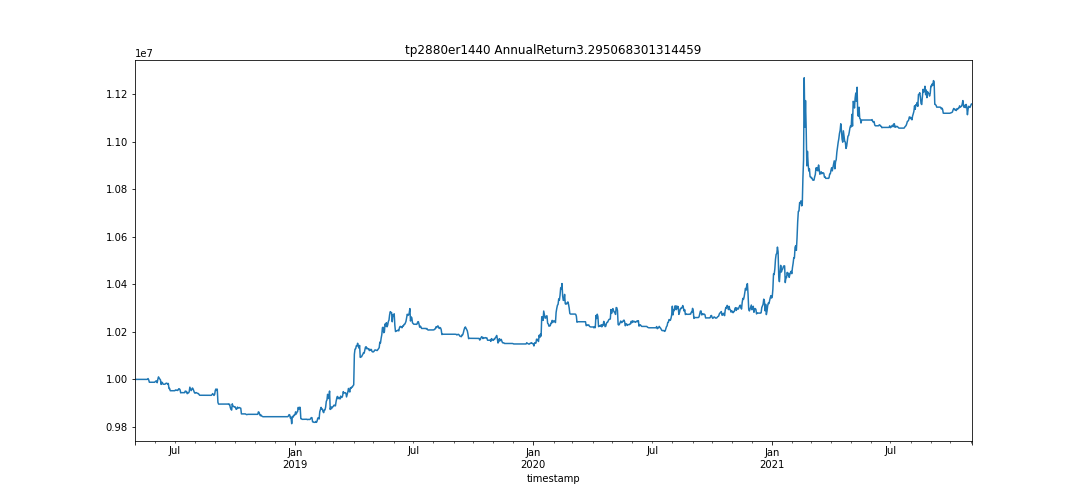 tp2880er1440 AnnualReturn3.295068301314459
1e7
1.12
1.10
1.08
1.06
1.04
1.02
1.00
0.98
Jul
Jan
2019
Jul
Jan
2020
Jul
Jan
2021
Jul
timestamp